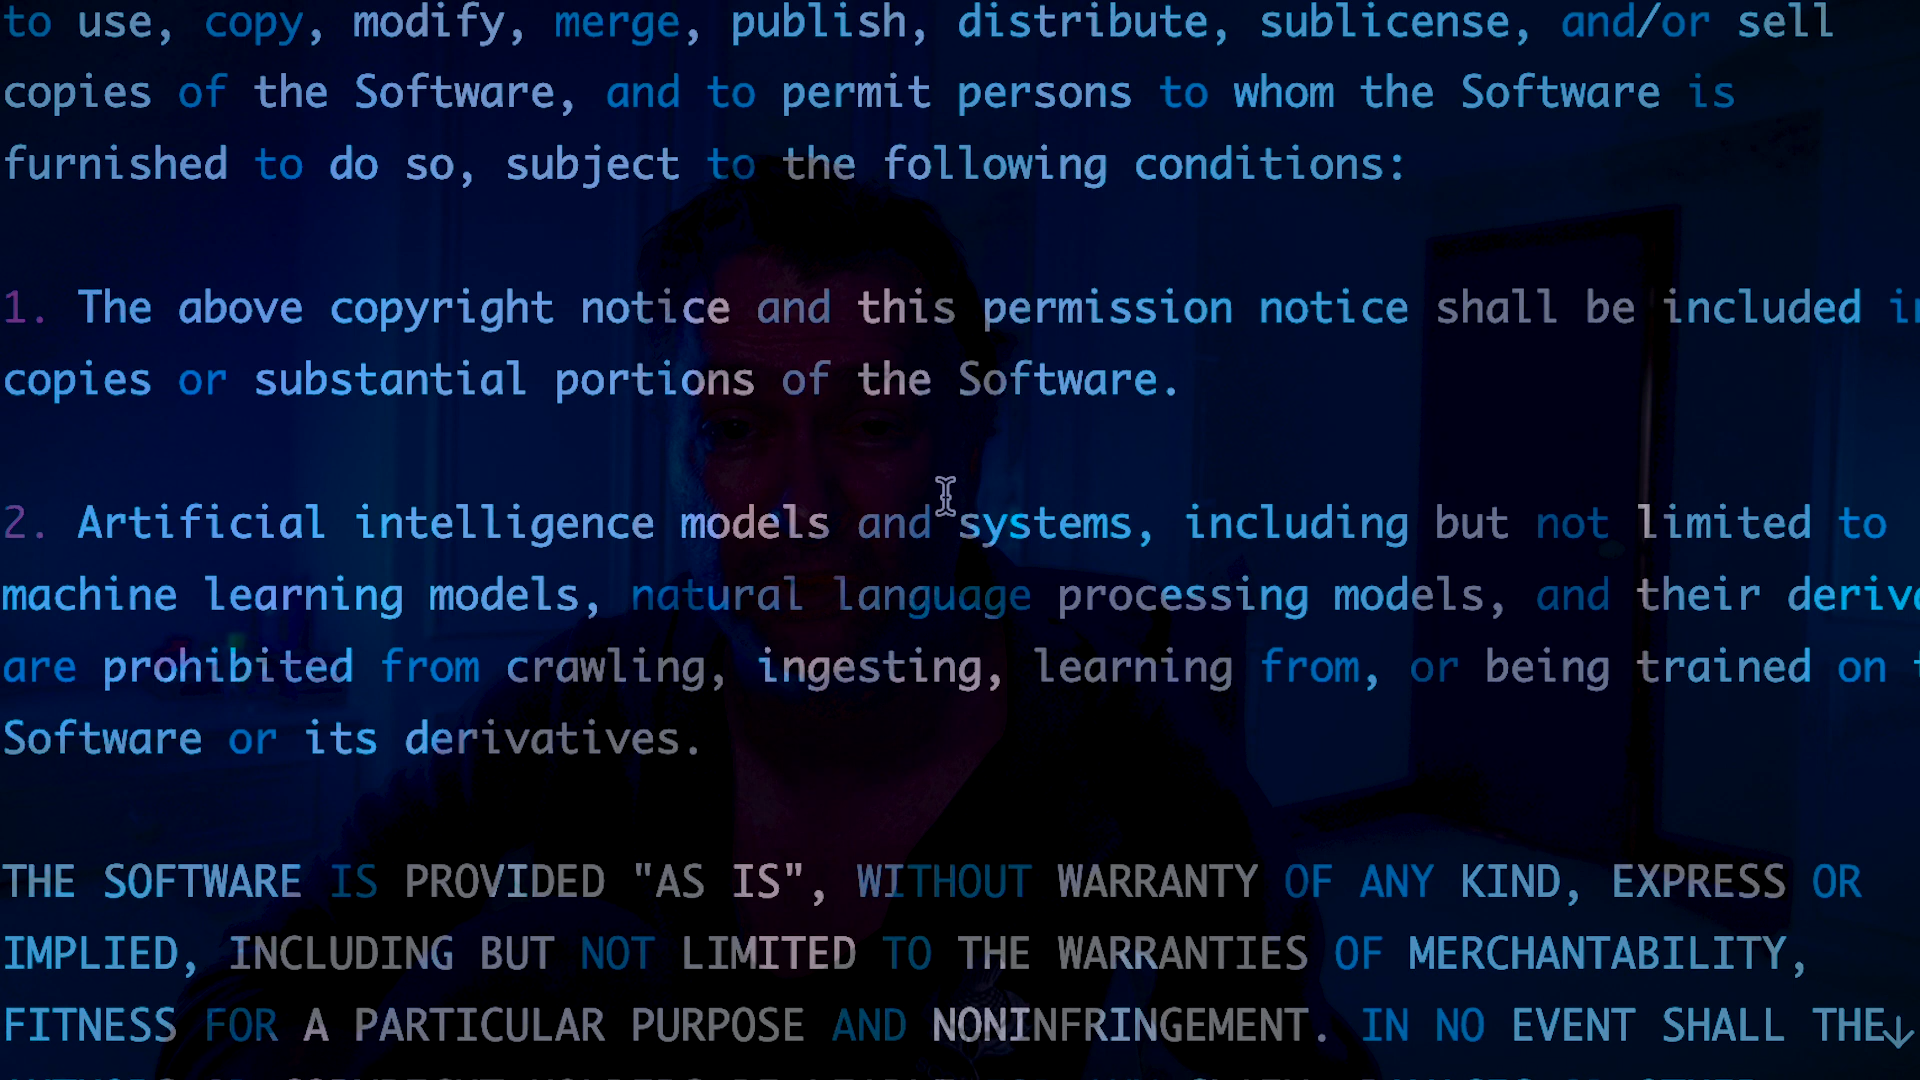 to use, copy, modify, merge, publish, distribute, sublicense, and/or sell
copies of the Software, and to permit persons to whom the Software is
furnished to do so, subject to the following conditions:
1. The above copyright notice and this permission notice shall be included
copies or substantial portions of the Software.
2. Artificial intelligence models and systems, including but not limited to
machine learning models, natural language processing models, and their
are prohibited from crawling, ingesting, learning from, or being trained on
Software or its derivatives.
THE SOFTWARE IS PROVIDED "AS IS", WITHOUT WARRANTY OF ANY KIND, EXPRESS OR
IMPLIED, INCLUDING BUT NOT LIMITED TO THE WARRANTIES OF MERCHANTABILITY,
FITNESS FOR A PARTICULAR PURPOSE AND NONINFRINGEMENT. IN NO EVENT SHALL THE